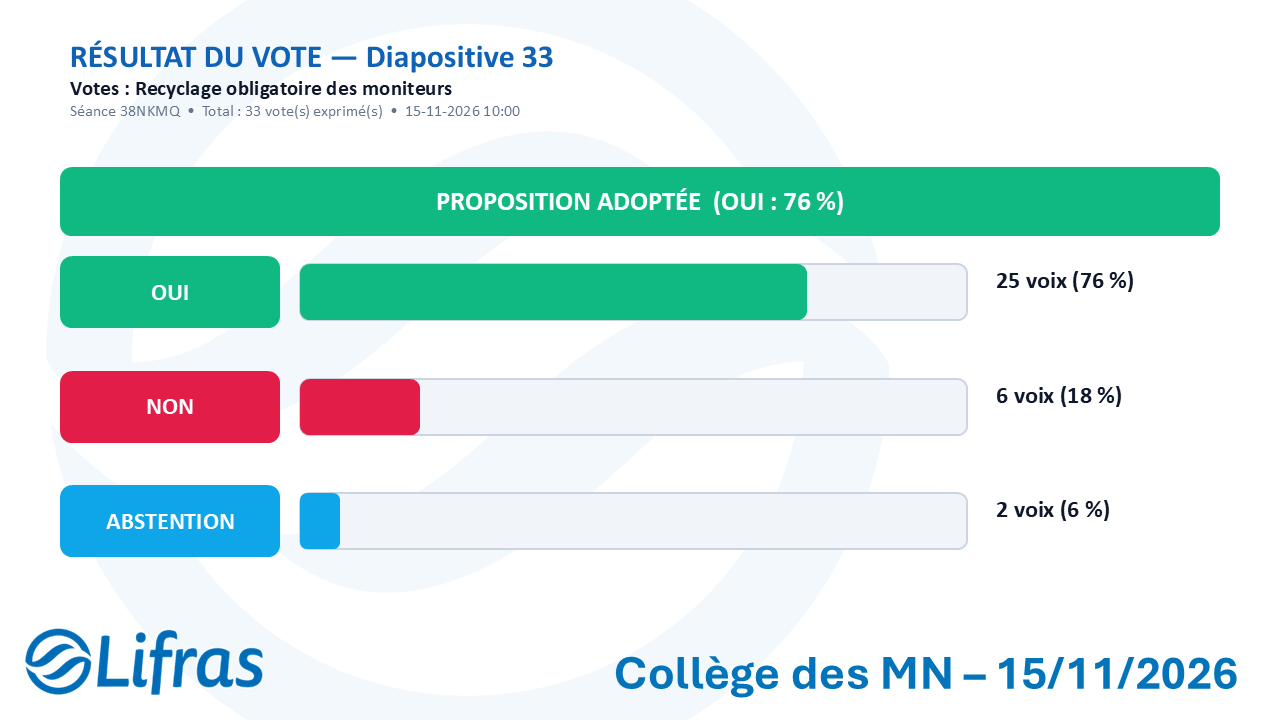 RÉSULTAT DU VOTE — Diapositive 33
Votes : Recyclage obligatoire des moniteurs
Séance 38NKMQ • Total : 33 vote(s) exprimé(s) • 15-11-2026 10:00
PROPOSITION ADOPTÉE (OUI : 76 %)
OUI
25 voix (76 %)
NON
6 voix (18 %)
ABSTENTION
2 voix (6 %)
Lifras
Collège des MN – 15/11/2026